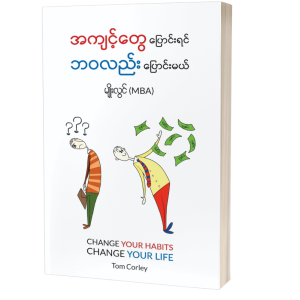 အကျင့်တွေ ပြောင်းရင်
ဘဝလည်း ပြောင်းမယ်
မျိုးလွင် (MBA)
???
CHANGE YOUR HABITS
CHANGE YOUR LIFE
Tom Corley